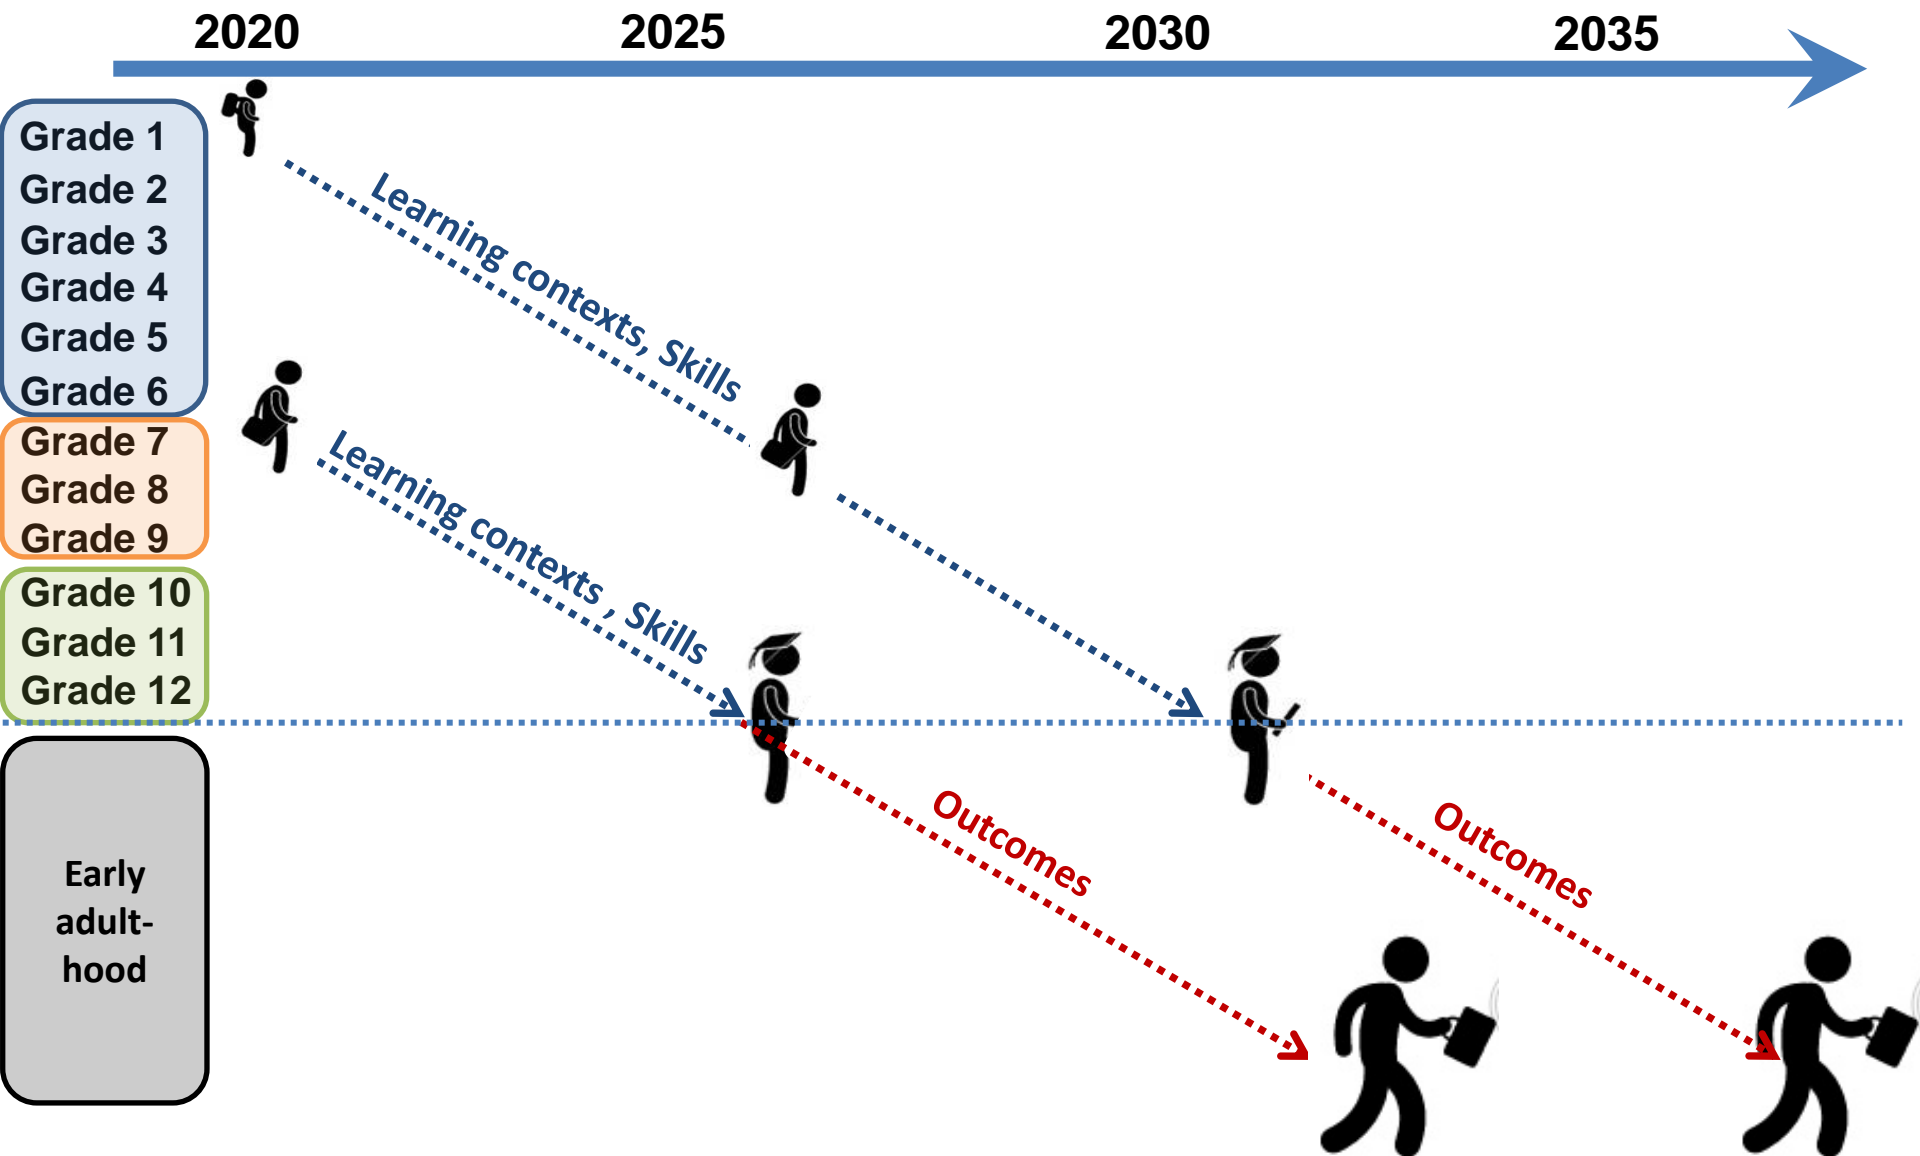 2020 2025 2030 2035
Grade 1
Grade 2
Grade 3
Grade 4
Grade 5
Grade 6
Grade 7
Grade 8
Grade 9
Grade 10
Grade 11
Grade 12
Early
adult-
hood
Learning contexts, Skills
Learning contexts , Skills
Outcomes
Outcomes